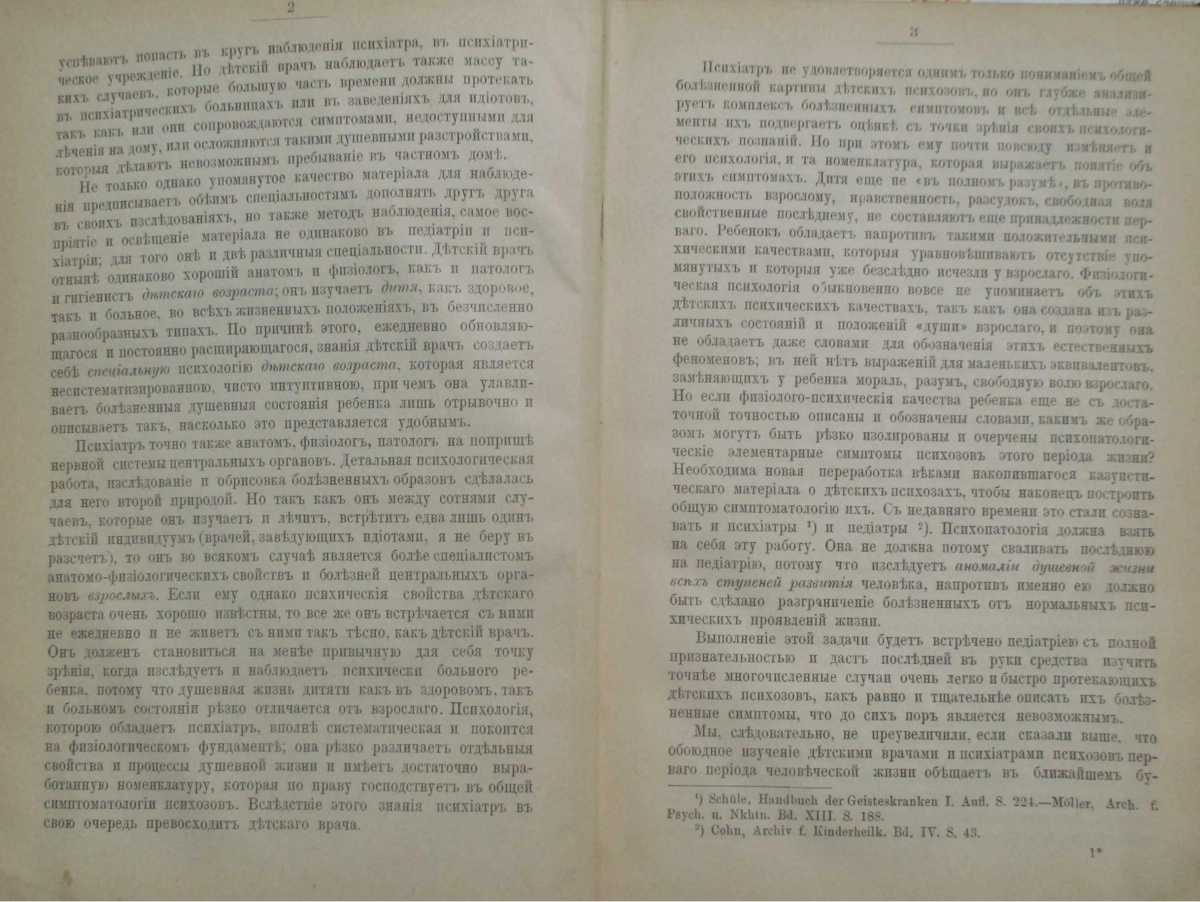 2
успѣваютъ попасть въ кругъ наблюденія психіатра, въ психіатри-
ческое учрежденіе. Но дѣтскій врачъ наблюдаетъ также массу та-
кихъ случаевъ, которые большую часть времени должны протекать
въ психіатрическихъ больницахъ или въ заведеніяхъ для идіотовъ,
такъ какъ или они сопровождаются симптомами, недоступными для
лѣченія на дому, или осложняются такими душевными разстройствами,
которыя дѣлаютъ невозможнымъ пребываніе въ частномъ домѣ.
Не только однако упомянутое качество матеріала для наблюде-
нія предписываетъ обѣимъ спеціальностямъ дополнять другъ друга
въ своихъ изслѣдованіяхъ, но также методъ наблюденія, самое вос-
пріятіе и освѣщеніе матеріала не одинаково въ педіатріи и пси-
хіатріи; для того онѣ и двѣ различныя спеціальности. Дѣтскій врачъ
отнынѣ одинаково хорошій анатомъ и физіологъ, какъ и патологъ
и гигіенистъ дѣтскаго возраста; онъ изучаетъ дитя, какъ здоровое,
такъ и больное, во всѣхъ жизненныхъ положеніяхъ, въ безчисленно
разнообразныхъ типахъ. По причинѣ этого, ежедневно обновляю-
щагося и постоянно расширяющагося, знанія дѣтскій врачъ создаетъ
себѣ спеціальную психологію дѣтскаго возраста, которая является
несистематизированною, чисто интуитивною, при чемъ она улавли-
ваетъ болѣзненныя душевныя состоянія ребенка лишь отрывочно и
описываетъ такъ, насколько это представляется удобнымъ.
Психіатръ точно также анатомъ, физіологъ, патологъ на поприщѣ
нервной системы центральныхъ органовъ. Детальная психологическая
работа, изслѣдованіе и обрисовка болѣзненныхъ образовъ сдѣлалась
для него второй природой. Но такъ какъ онъ между сотнями слу-
чаевъ, которые онъ изучаетъ и лѣчитъ, встрѣтитъ едва лишь одинъ
дѣтскій индивидуумъ (врачей, завѣдующихъ идіотами, я не беру въ
разсчетъ), то онъ во всякомъ случаѣ является болѣе спеціалистомъ
анатомо-физіологическихъ свойствъ и болѣзней центральныхъ орга-
новъ взрослыхъ. Если ему однако психическія свойства дѣтскаго
возраста очень хорошо извѣстны, то все же онъ встрѣчается съ ними
не ежедневно и не живетъ съ ними такъ тѣсно, какъ дѣтскій врачъ.
Онъ долженъ становиться на менѣе привычную для себя точку
зрѣнія, когда изслѣдуетъ и наблюдаетъ психически больного ре-
бенка, потому что душевная жизнь дитяти какъ въ здоровомъ, такъ
и больномъ состояніи рѣзко отличается отъ взрослаго. Психологія,
которою обладаетъ психіатръ, вполнѣ систематическая и покоится
на физіологическомъ фундаментѣ; она рѣзко различаетъ отдѣльныя
свойства и процессы душевной жизни и имѣетъ достаточно выра-
ботанную номенклатуру, которая по праву господствуетъ въ общей
симптоматологіи психозовъ. Вслѣдствіе этого знанія психіатръ въ
свою очередь превосходитъ дѣтскаго врача.
3
Психіатръ не удовлетворяется однимъ только пониманіемъ общей
болѣзненной картины дѣтскихъ психозовъ, но онъ глубже анализи-
руетъ комплексъ болѣзненныхъ симптомовъ и всѣ отдѣльные эле-
менты ихъ подвергаетъ оцѣнкѣ съ точки зрѣнія своихъ психологи-
ческихъ познаній. Но при этомъ ему почти повсюду измѣняетъ и
его психологія, и та номенклатура, которая выражаетъ понятіе объ
этихъ симптомахъ. Дитя еще не «въ полномъ разумѣ», въ противо-
положность взрослому, нравственность, разсудокъ, свободная воля
свойственные послѣднему, не составляютъ еще принадлежности пер-
ваго. Ребенокъ обладаетъ напротивъ такими положительными пси-
хическими качествами, которыя уравновѣшиваютъ отсутствіе упо-
мянутыхъ и которыя уже безслѣдно исчезли у взрослаго. Физіологи-
ческая психологія обыкновенно вовсе не упоминаетъ объ этихъ
дѣтскихъ психическихъ качествахъ, такъ какъ она создана изъ раз-
личныхъ состояній и положеній «души» взрослаго, и поэтому она
не обладаетъ даже словами для обозначенія этихъ естественныхъ
феноменовъ; въ ней нѣтъ выраженій для маленькихъ эквивалентовъ,
замѣняющихъ у ребенка мораль, разумъ, свободную волю взрослаго.
Но если физіолого-психическія качества ребенка еще не съ доста-
точной точностью описаны и обозначены словами, какимъ же обра-
зомъ могутъ быть рѣзко изолированы и очерчены психопатологи-
ческіе элементарные симптомы психозовъ этого періода жизни?
Необходима новая переработка вѣками накопившагося казуисти-
ческаго матеріала о дѣтскихъ психозахъ, чтобы наконецъ построить
общую симптоматологію ихъ. Съ недавняго времени это стали созна-
вать и психіатры ¹) и педіатры ²). Психопатологія должна взять
на себя эту работу. Она не должна потому сваливать послѣднюю
на педіатрію, потому что изслѣдуетъ аномаліи душевной жизни
всѣхъ ступеней развитія человѣка, напротивъ именно ею должно
быть сдѣлано разграниченіе болѣзненныхъ отъ нормальныхъ пси-
хическихъ проявленій жизни.
Выполненіе этой задачи будетъ встрѣчено педіатріею съ полной
признательностью и дастъ послѣдней въ руки средства изучить
точнѣе многочисленные случаи очень легко и быстро протекающихъ
дѣтскихъ психозовъ, какъ равно и тщательнѣе описать ихъ болѣз-
ненные симптомы, что до сихъ поръ является невозможнымъ.
Мы, слѣдовательно, не преувеличили, если сказали выше, что
обоюдное изученіе дѣтскими врачами и психіатрами психозовъ пер-
ваго періода человѣческой жизни обѣщаетъ въ ближайшемъ бу-
¹) Schüle, Handbuch der Geisteskranken I. Aufl. S. 224.—Möller, Arch. f.
Psych. u. Nkhtn. Bd. XIII. S. 188.
²) Cohn, Archiv f. Kinderheilk. Bd. IV. S. 43.
1*